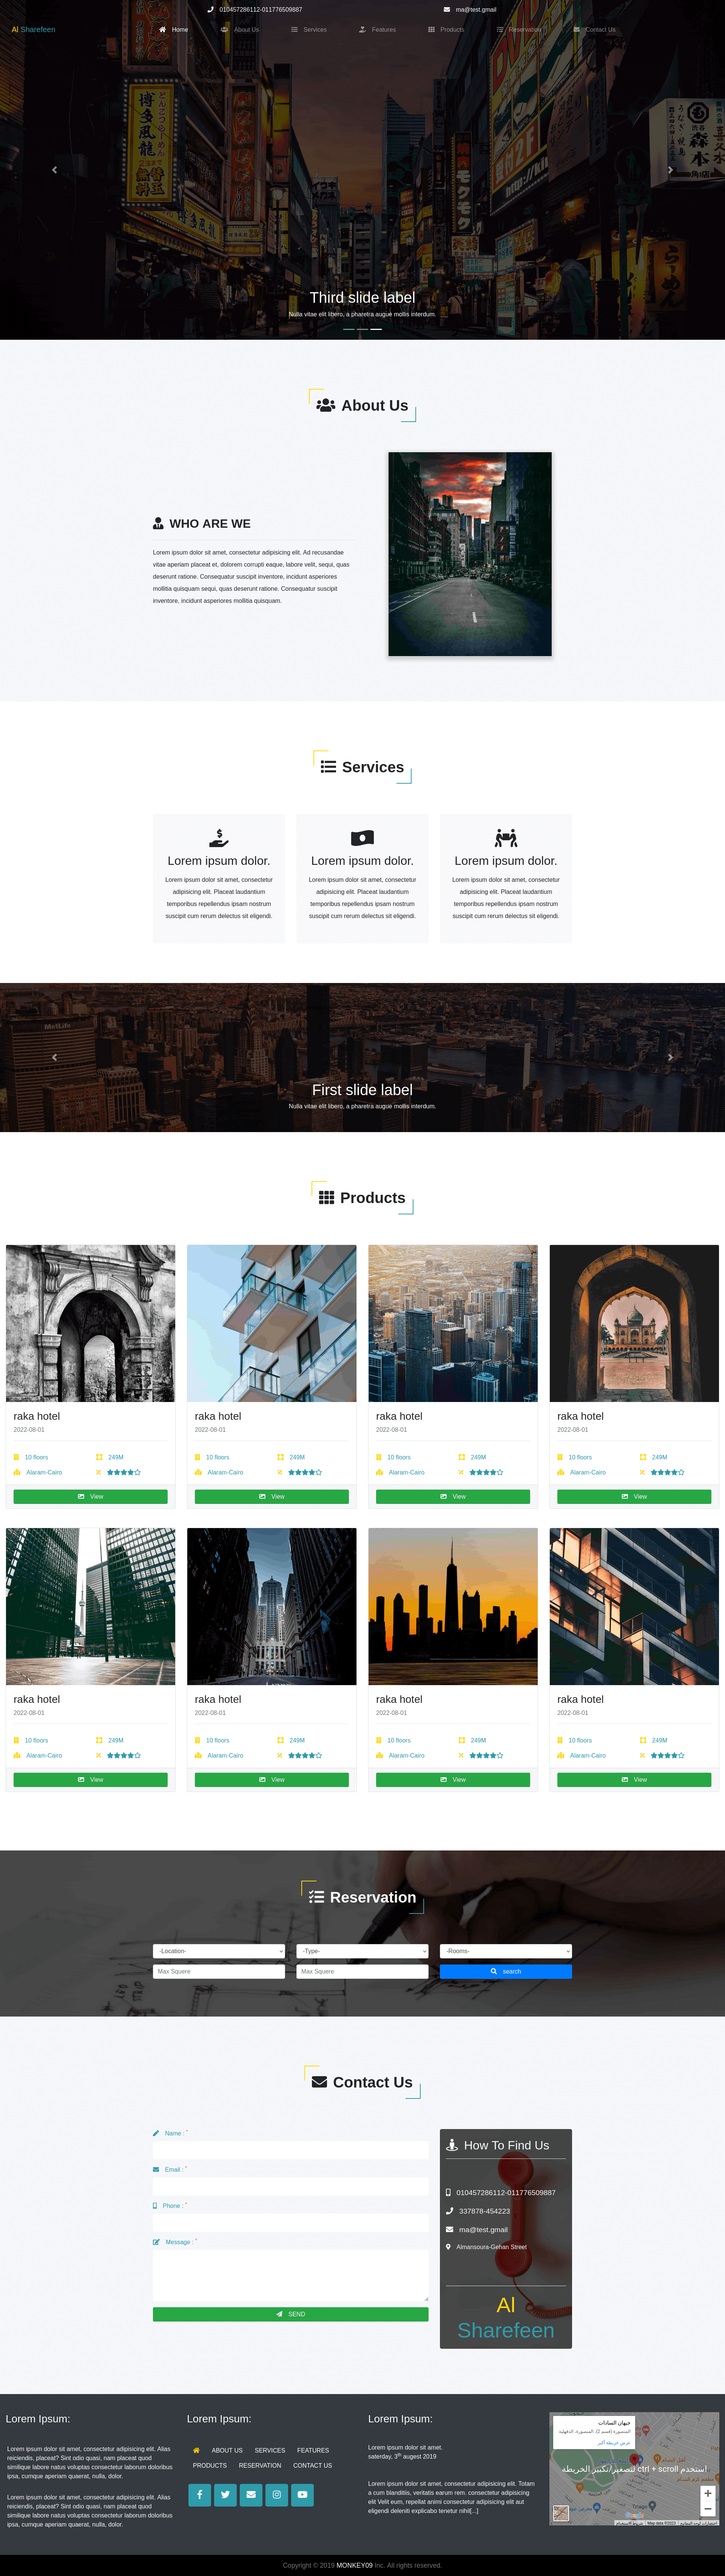 010457286112-011776509887
ma@test.gmail
Al Sharefeen
Home
About Us
Services
Features
Products
Reservation
Contact Us
Third slide label
Nulla vitae elit libero, a pharetra augue mollis interdum.
About Us
WHO ARE WE
Lorem ipsum dolor sit amet, consectetur adipisicing elit. Ad recusandae
vitae aperiam placeat et, dolorem corrupti eaque, labore velit, sequi, quas
deserunt ratione. Consequatur suscipit inventore, incidunt asperiores
mollitia quisquam sequi, quas deserunt ratione. Consequatur suscipit
inventore, incidunt asperiores mollitia quisquam.
Services
Lorem ipsum dolor.
Lorem ipsum dolor sit amet, consectetur
adipisicing elit. Placeat laudantium
temporibus repellendus ipsam nostrum
suscipit cum rerum delectus sit eligendi.
Lorem ipsum dolor.
Lorem ipsum dolor sit amet, consectetur
adipisicing elit. Placeat laudantium
temporibus repellendus ipsam nostrum
suscipit cum rerum delectus sit eligendi.
Lorem ipsum dolor.
Lorem ipsum dolor sit amet, consectetur
adipisicing elit. Placeat laudantium
temporibus repellendus ipsam nostrum
suscipit cum rerum delectus sit eligendi.
MetLife
First slide label
Nulla vitae elit libero, a pharetra augue mollis interdum.
Products
raka hotel
2022-08-01
10 floors
249M
Alaram-Cairo
View
raka hotel
2022-08-01
10 floors
249M
Alaram-Cairo
View
raka hotel
2022-08-01
10 floors
249M
Alaram-Cairo
View
raka hotel
2022-08-01
10 floors
249M
Alaram-Cairo
View
raka hotel
2022-08-01
10 floors
249M
Alaram-Cairo
View
raka hotel
2022-08-01
10 floors
249M
Alaram-Cairo
View
raka hotel
2022-08-01
10 floors
249M
Alaram-Cairo
View
raka hotel
2022-08-01
10 floors
249M
Alaram-Cairo
View
Reservation
-Location-
-Type-
-Rooms-
Max Squere
Max Squere
search
Contact Us
Name : *
Email : *
Phone : *
Message : *
SEND
How To Find Us
010457286112-011776509887
337878-454223
ma@test.gmail
Almansoura-Gehan Street
Al
Sharefeen
Lorem Ipsum:
Lorem ipsum dolor sit amet, consectetur adipisicing elit. Alias
reiciendis, placeat? Sint odio quasi, nam placeat quod
similique labore natus voluptas consectetur laborum doloribus
ipsa, cumque aperiam quaerat, nulla, dolor.
Lorem ipsum dolor sit amet, consectetur adipisicing elit. Alias
reiciendis, placeat? Sint odio quasi, nam placeat quod
similique labore natus voluptas consectetur laborum doloribus
ipsa, cumque aperiam quaerat, nulla, dolor.
Lorem Ipsum:
ABOUT US
SERVICES
FEATURES
PRODUCTS
RESERVATION
CONTACT US
Lorem Ipsum:
Lorem ipsum dolor sit amet.
saterday, 3th augest 2019
Lorem ipsum dolor sit amet, consectetur adipisicing elit. Totam
a cum blanditiis, veritatis earum rem. consectetur adipisicing
elit Velit eum, repellat animi consectetur adipisicing elit aut
eligendi deleniti explicabo tenetur nihil[...]
جيهان السادات
عرض خريطة أكبر
استخدم ctrl + scroll لتصغير/تكبير الخريطة
Triago
Google
Map data ©2023
شروط الاستخدام
Copyright © 2019 MONKEY09 Inc. All rights reserved.